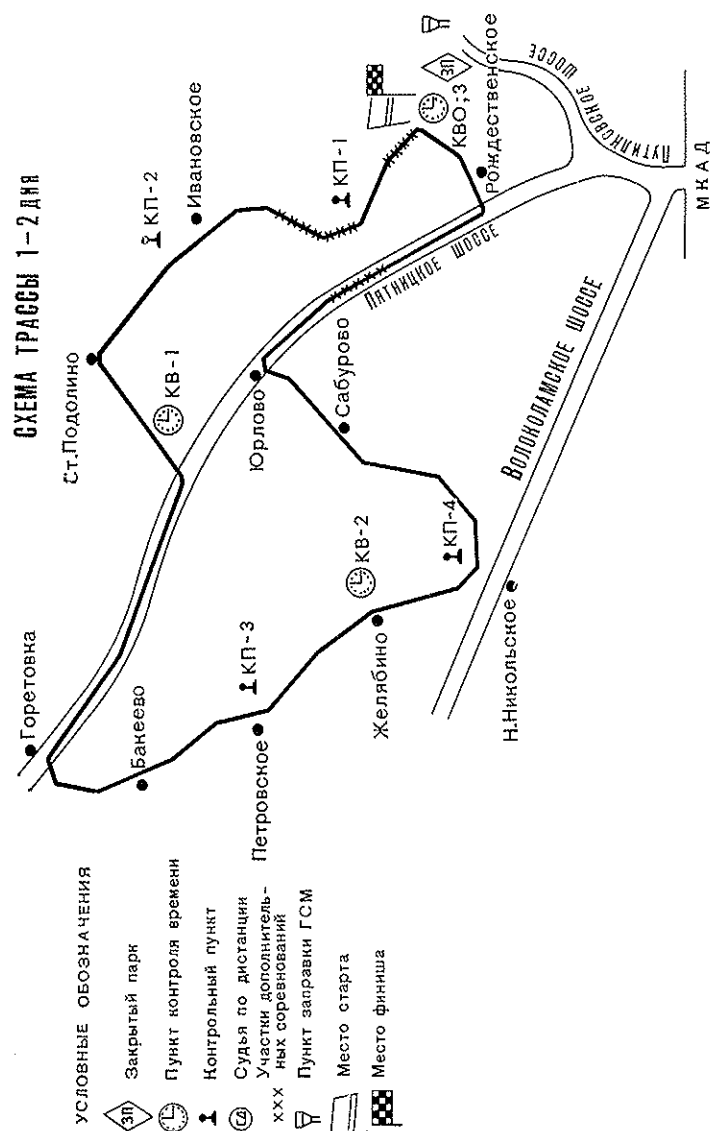 СХЕМА ТРАССЫ 1-2 ДНЯ
Горетовка
Ст.Подолино
КП-2
Ивановское
КВ-1
КП-1
ЗП
КВО;3
Рождественское
Бакеево
КП-3
Петровское
Юрлово
Сабурово
Пятницкое шоссе
Путилковское шоссе
КВ-2
Желябино
КП-4
Волоколамское шоссе
Н.Никольское
МКАД
УСЛОВНЫЕ ОБОЗНАЧЕНИЯ
ЗП Закрытый парк
Пункт контроля времени
Контрольный пункт
СД Судья по дистанции
ххх Участки дополнитель-
ных соревнований
Пункт заправки ГСМ
Место старта
Место финиша